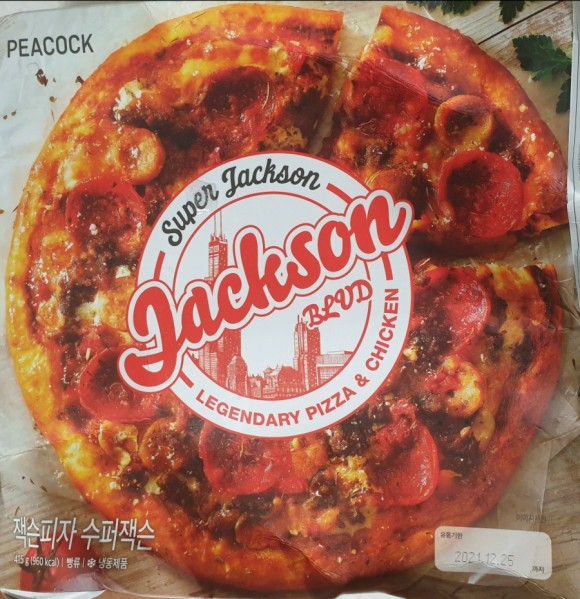 PEACOCK
Super Jackson
Jackson
BLVD
LEGENDARY PIZZA & CHICKEN
잭슨피자 수퍼잭슨
415 g (960 kcal) | 빵류 | ❄ 냉동제품
유통기한
2021.12.25
까지